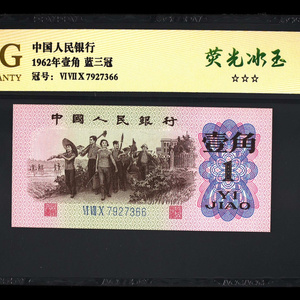 G
ANTY
中国人民银行
1962年壹角 蓝三冠
冠号：VI VII X 7927366
荧光冰玉
☆☆☆
中国人民银行
壹角
1
YI
JIAO
VI VII X 7927366